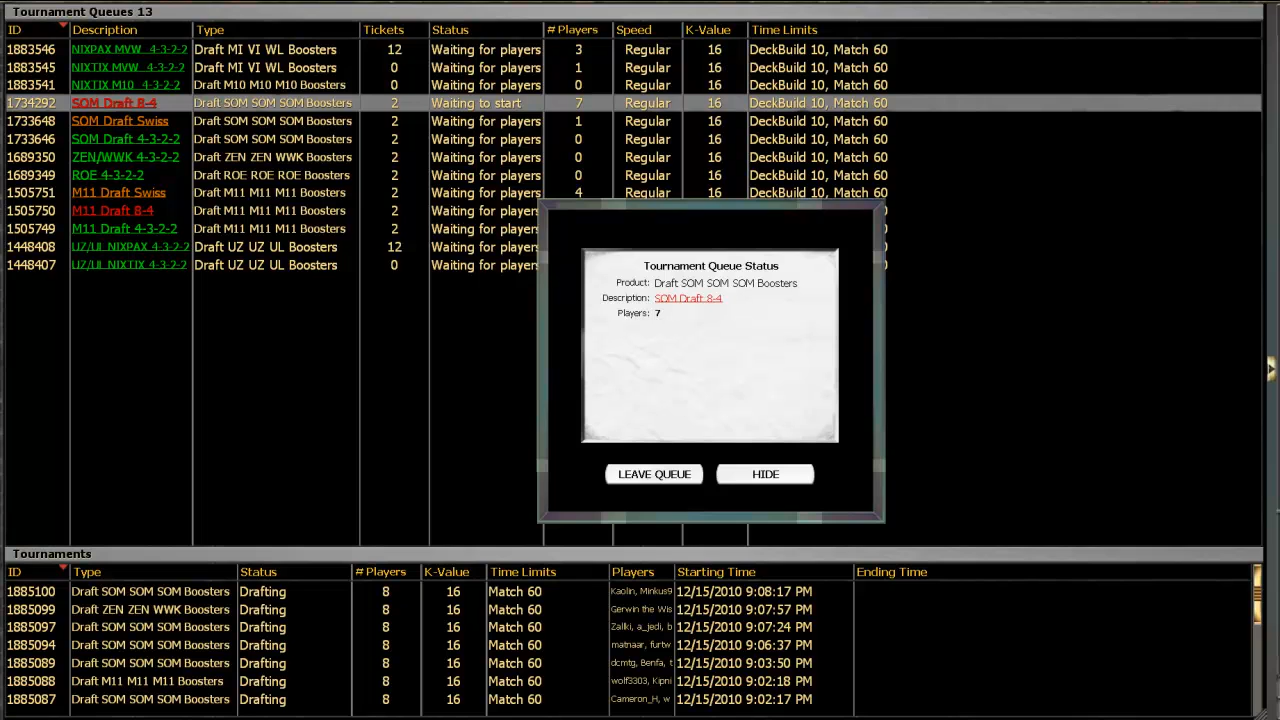 Tournament Queues 13
ID Description Type Tickets Status # Players Speed K-Value Time Limits
1883546 NIXPAX MVW 4-3-2-2 Draft MI VI WL Boosters 12 Waiting for players 3 Regular 16 DeckBuild 10, Match 60
1883545 NIXTIX MVW 4-3-2-2 Draft MI VI WL Boosters 0 Waiting for players 1 Regular 16 DeckBuild 10, Match 60
1883541 NIXTIX M10 4-3-2-2 Draft M10 M10 M10 Boosters 0 Waiting for players 0 Regular 16 DeckBuild 10, Match 60
1734292 SOM Draft 8-4 Draft SOM SOM SOM Boosters 2 Waiting to start 7 Regular 16 DeckBuild 10, Match 60
1733648 SOM Draft Swiss Draft SOM SOM SOM Boosters 2 Waiting for players 1 Regular 16 DeckBuild 10, Match 60
1733646 SOM Draft 4-3-2-2 Draft SOM SOM SOM Boosters 2 Waiting for players 0 Regular 16 DeckBuild 10, Match 60
1689350 ZEN/WWK 4-3-2-2 Draft ZEN ZEN WWK Boosters 2 Waiting for players 0 Regular 16 DeckBuild 10, Match 60
1689349 ROE 4-3-2-2 Draft ROE ROE ROE Boosters 2 Waiting for players 0 Regular 16 DeckBuild 10, Match 60
1505751 M11 Draft Swiss Draft M11 M11 M11 Boosters 2 Waiting for players 4 Regular 16 DeckBuild 10, Match 60
1505750 M11 Draft 8-4 Draft M11 M11 M11 Boosters 2 Waiting for players
1505749 M11 Draft 4-3-2-2 Draft M11 M11 M11 Boosters 2 Waiting for players
1448408 UZ/UL NIXPAX 4-3-2-2 Draft UZ UZ UL Boosters 12 Waiting for players
1448407 UZ/UL NIXTIX 4-3-2-2 Draft UZ UZ UL Boosters 0 Waiting for players
Tournament Queue Status
Product: Draft SOM SOM SOM Boosters
Description: SOM Draft 8-4
Players: 7
LEAVE QUEUE HIDE
Tournaments
ID Type Status # Players K-Value Time Limits Players Starting Time Ending Time
1885100 Draft SOM SOM SOM Boosters Drafting 8 16 Match 60 Kaolin, Minkus9 12/15/2010 9:08:17 PM
1885099 Draft ZEN ZEN WWK Boosters Drafting 8 16 Match 60 Gerwin the Wis 12/15/2010 9:07:57 PM
1885097 Draft SOM SOM SOM Boosters Drafting 8 16 Match 60 Zallki, a_jedi, b 12/15/2010 9:07:24 PM
1885094 Draft SOM SOM SOM Boosters Drafting 8 16 Match 60 matnaar, furtw 12/15/2010 9:06:37 PM
1885089 Draft SOM SOM SOM Boosters Drafting 8 16 Match 60 dcmtg, Benfa, t 12/15/2010 9:03:50 PM
1885088 Draft M11 M11 M11 Boosters Drafting 8 16 Match 60 wolf3303, Kipni 12/15/2010 9:02:18 PM
1885087 Draft SOM SOM SOM Boosters Drafting 8 16 Match 60 Cameron_H, w 12/15/2010 9:02:17 PM